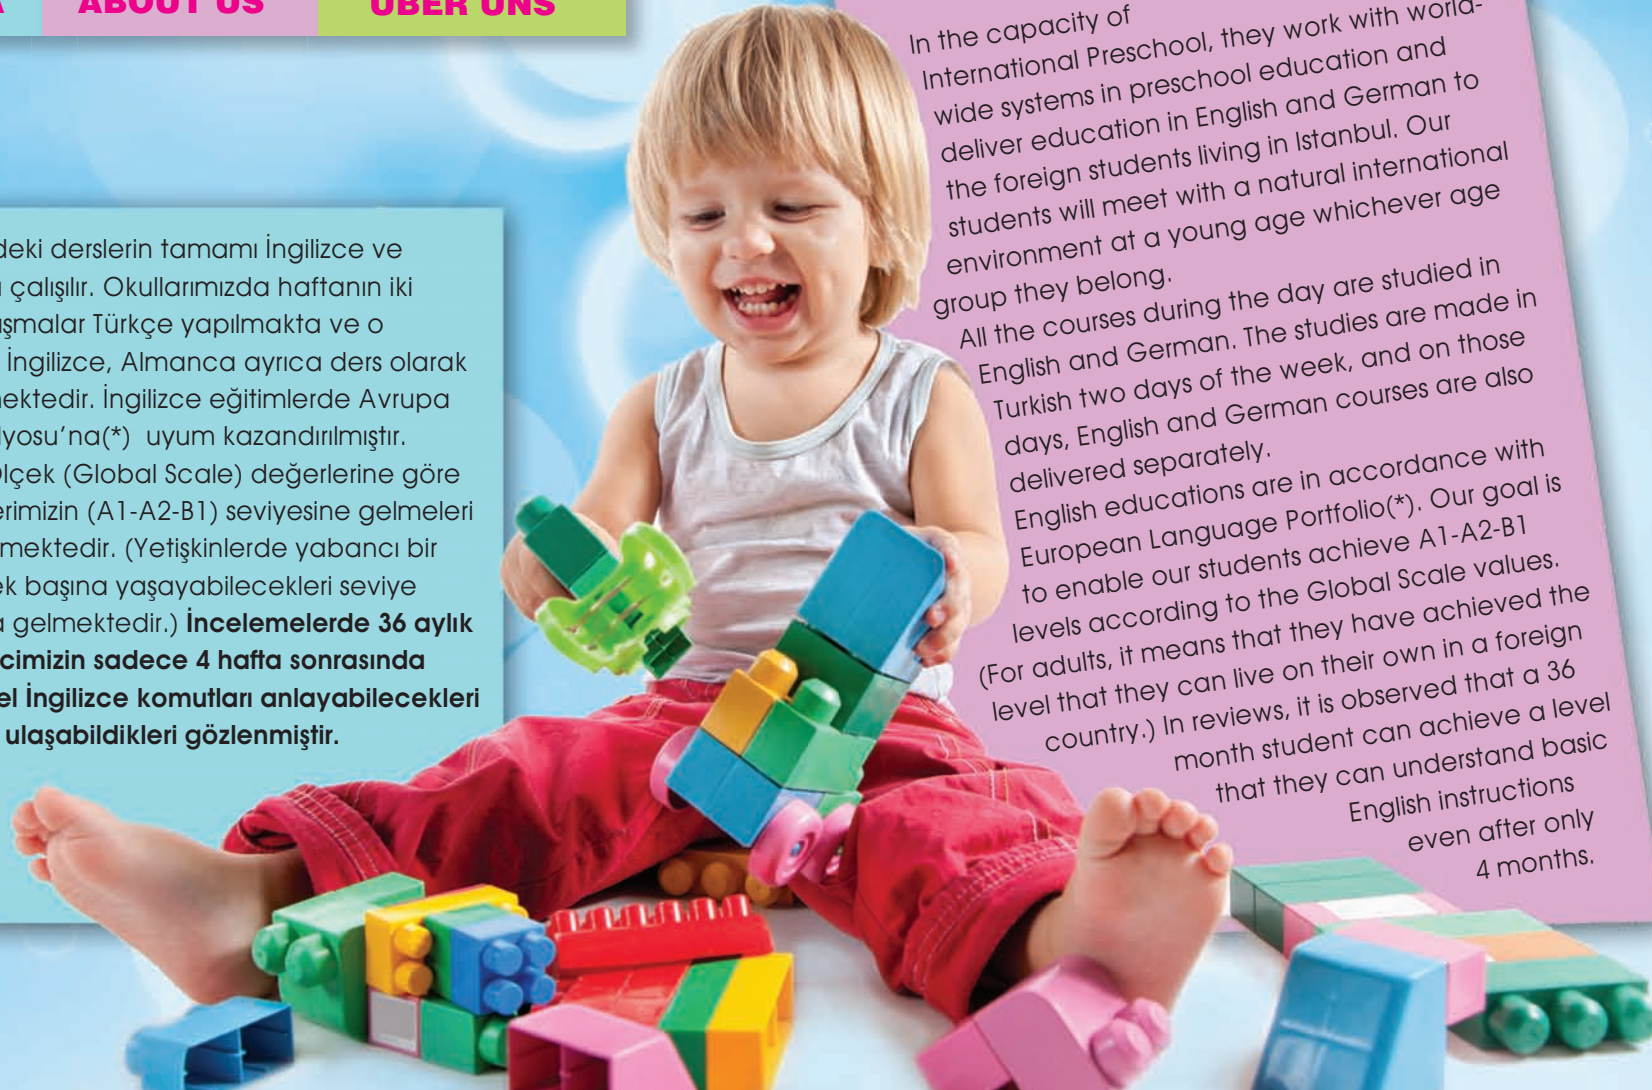 ABOUT US
ÜBER UNS
deki derslerin tamamı İngilizce ve
çalışılır. Okullarımızda haftanın iki
Türkçe yapılmakta ve o
İngilizce, Almanca ayrıca ders olarak
İngilizce eğitimlerde Avrupa
uyum kazandırılmıştır.
(Global Scale) değerlerine göre
(A1-A2-B1) seviyesine gelmeleri
(Yetişkinlerde yabancı bir
başına yaşayabilecekleri seviye
gelmektedir.) İncelemelerde 36 aylık
sadece 4 hafta sonrasında
İngilizce komutları anlayabilecekleri
ulaşabildikleri gözlenmiştir.
In the capacity of
International Preschool, they work with world-
wide systems in preschool education and
deliver education in English and German to
the foreign students living in Istanbul. Our
students will meet with a natural international
environment at a young age whichever age
group they belong.
All the courses during the day are studied in
English and German. The studies are made in
Turkish two days of the week, and on those
days, English and German courses are also
delivered separately.
English educations are in accordance with
European Language Portfolio(*). Our goal is
to enable our students achieve A1-A2-B1
levels according to the Global Scale values.
(For adults, it means that they have achieved the
level that they can live on their own in a foreign
country.) In reviews, it is observed that a 36
month student can achieve a level
that they can understand basic
English instructions
even after only
4 months.